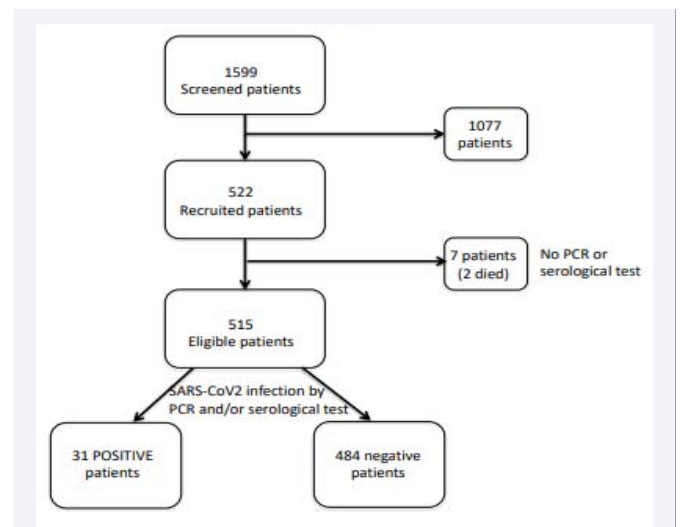 1599
Screened patients
1077
patients
522
Recruited patients
7 patients
(2 died)
No PCR or
serological test
515
Eligible patients
SARS-CoV2 infection by
PCR and/or serological test
31 POSITIVE
patients
484 negative
patients